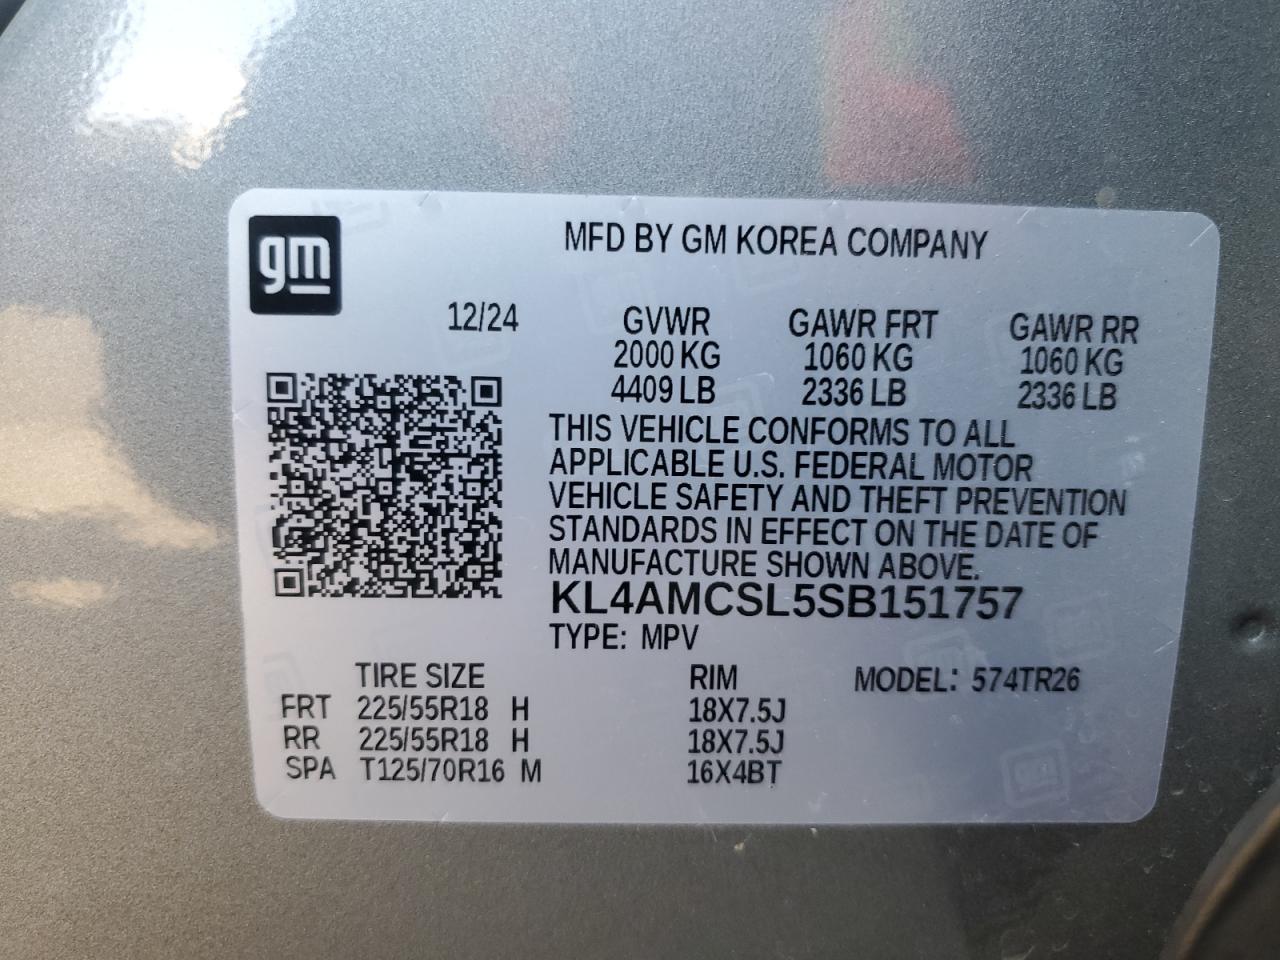 gm
MFD BY GM KOREA COMPANY
12/24 GVWR GAWR FRT GAWR RR
2000 KG 1060 KG 1060 KG
4409 LB 2336 LB 2336 LB
THIS VEHICLE CONFORMS TO ALL
APPLICABLE U.S. FEDERAL MOTOR
VEHICLE SAFETY AND THEFT PREVENTION
STANDARDS IN EFFECT ON THE DATE OF
MANUFACTURE SHOWN ABOVE.
KL4AMCSL5SB151757
TYPE: MPV
TIRE SIZE RIM MODEL: 574TR26
FRT 225/55R18 H 18X7.5J
RR 225/55R18 H 18X7.5J
SPA T125/70R16 M 16X4BT